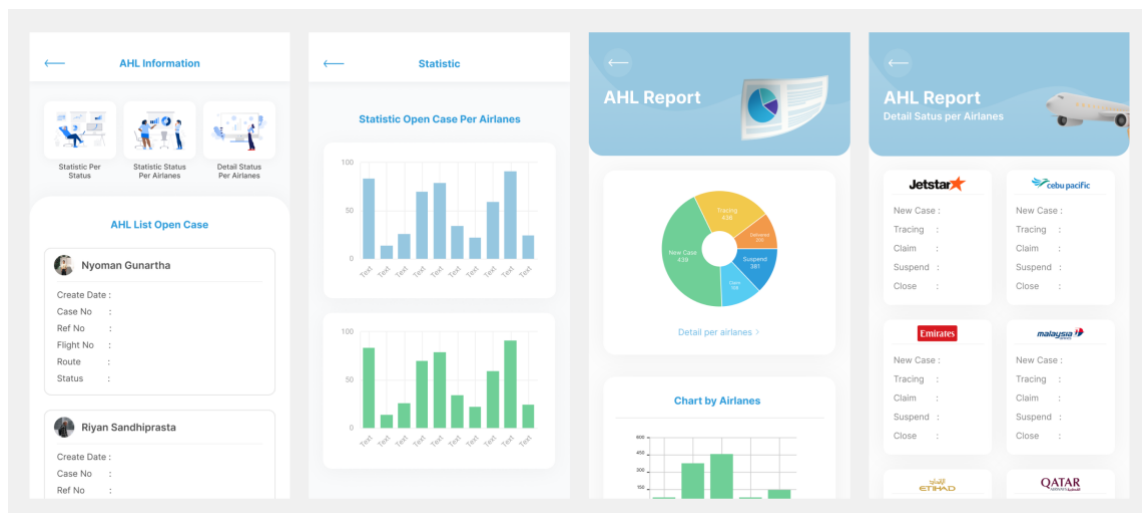 AHL Information
Statistic Per
Status
Statistic Status
Per Airlanes
Detail Status
Per Airlanes
AHL List Open Case
Nyoman Gunartha
Create Date :
Case No :
Ref No :
Flight No :
Route :
Status :
Riyan Sandhiprasta
Create Date :
Case No :
Ref No :
Statistic
Statistic Open Case Per Airlanes
100
50
0
Text Text Text Text Text Text Text Text Text Text
100
50
0
Text Text Text Text Text Text Text Text Text Text
AHL Report
Tracing
438
New Case
439
Suspend
381
Detail per airlanes >
Chart by Airlanes
600
450
300
150
AHL Report
Detail Satus per Airlanes
Jetstar
New Case :
Tracing :
Claim :
Suspend :
Close :
cebu pacific
New Case :
Tracing :
Claim :
Suspend :
Close :
Emirates
New Case :
Tracing :
Claim :
Suspend :
Close :
malaysia
New Case :
Tracing :
Claim :
Suspend :
Close :
ETIHAD
QATAR